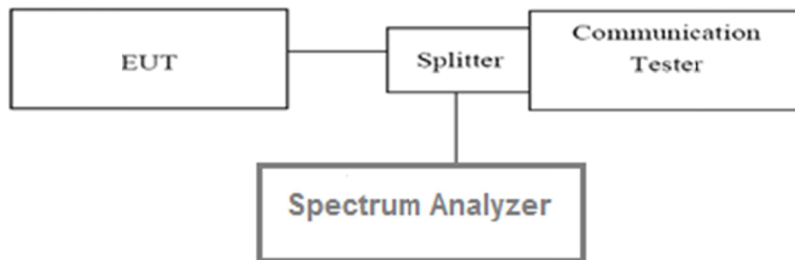 EUT
Splitter
Communication
Tester
Spectrum Analyzer